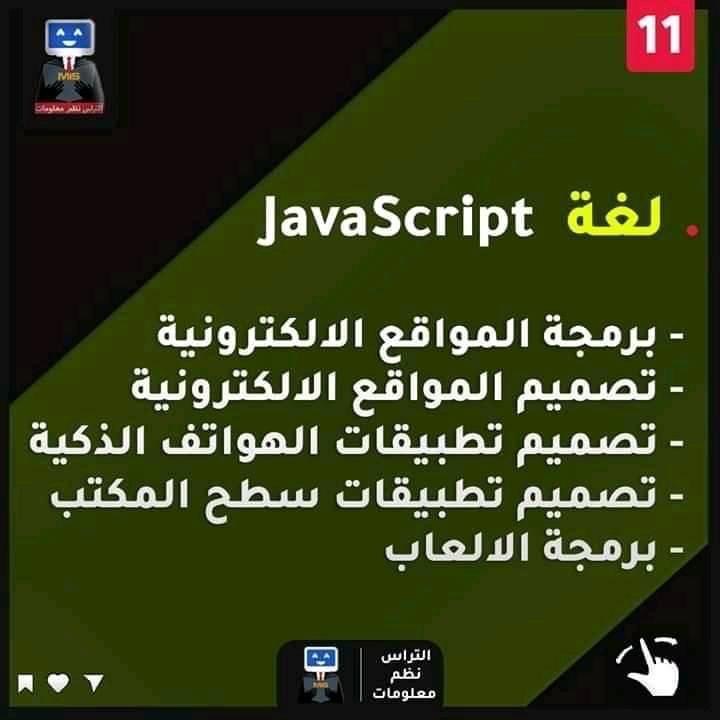 11
MIS
التراس نظم معلومات
. لغة JavaScript
- برمجة المواقع الالكترونية
- تصميم المواقع الالكترونية
- تصميم تطبيقات الهواتف الذكية
- تصميم تطبيقات سطح المكتب
- برمجة الالعاب
MIS
التراس
نظم
معلومات